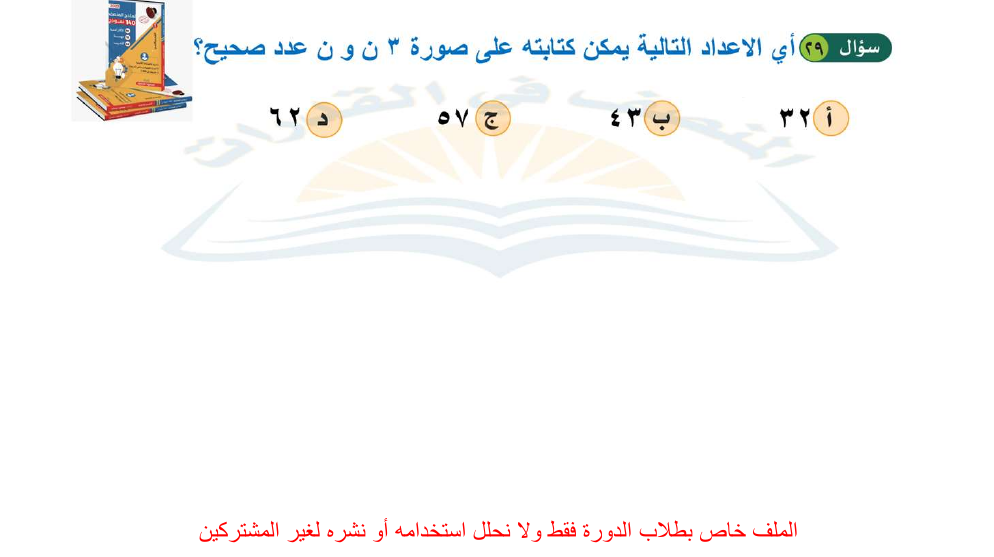 سؤال ٢٩ أي الاعداد التالية يمكن كتابته على صورة ٣ ن و ن عدد صحيح؟
أ ٣٢ ب ٤٣ ج ٥٧ د ٦٢
الملف خاص بطلاب الدورة فقط ولا نحلل استخدامه أو نشره لغير المشتركين